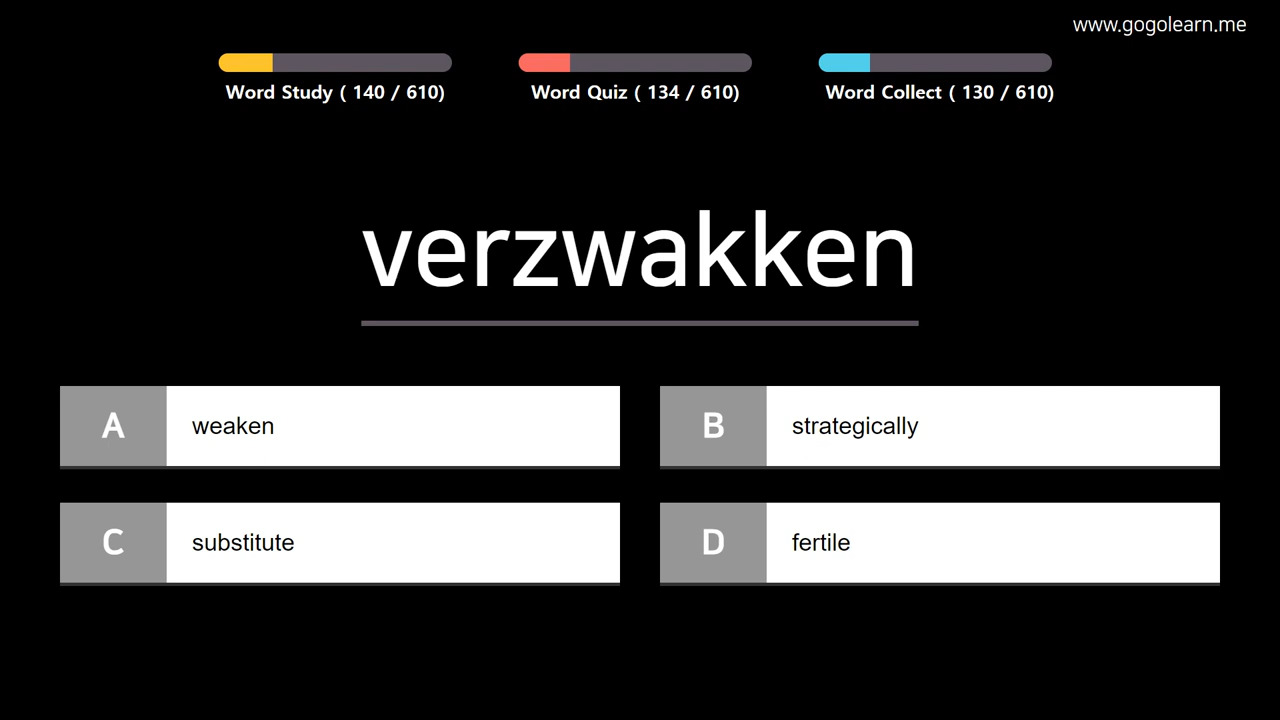 www.gogolearn.me
Word Study ( 140 / 610)
Word Quiz ( 134 / 610)
Word Collect ( 130 / 610)
verzwakken
A weaken
B strategically
C substitute
D fertile